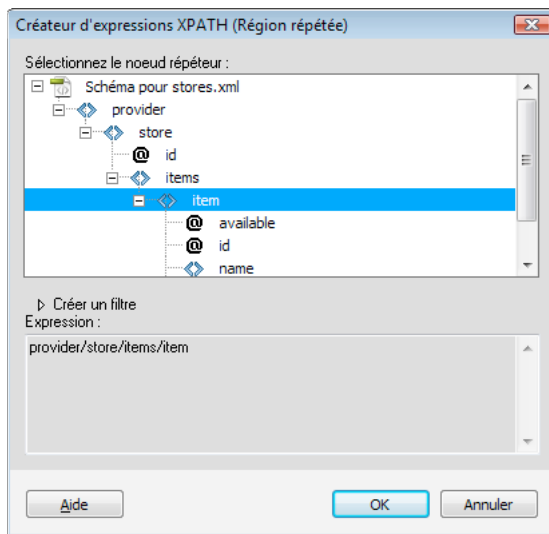 Créateur d'expressions XPATH (Région répétée)
Sélectionnez le noeud répéteur :
Schéma pour stores.xml
provider
store
@ id
items
item
@ available
@ id
name
Créer un filtre
Expression :
provider/store/items/item
Aide
OK
Annuler